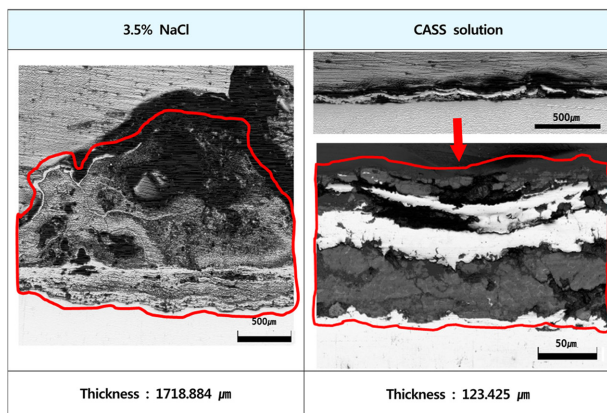 3.5% NaCl
CASS solution
500㎛
500㎛
50㎛
Thickness : 1718.884 ㎛
Thickness : 123.425 ㎛